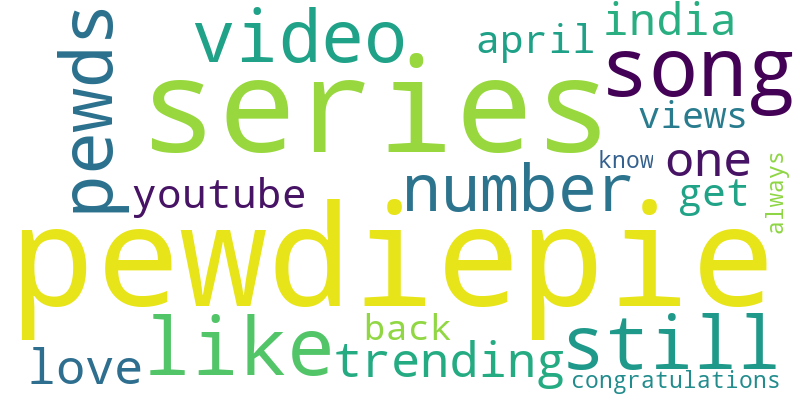 india
video
april
pewds
series
song
views
know
one
always
youtube
number
get
pewdiepie
back
like
still
love
trending
congratulations